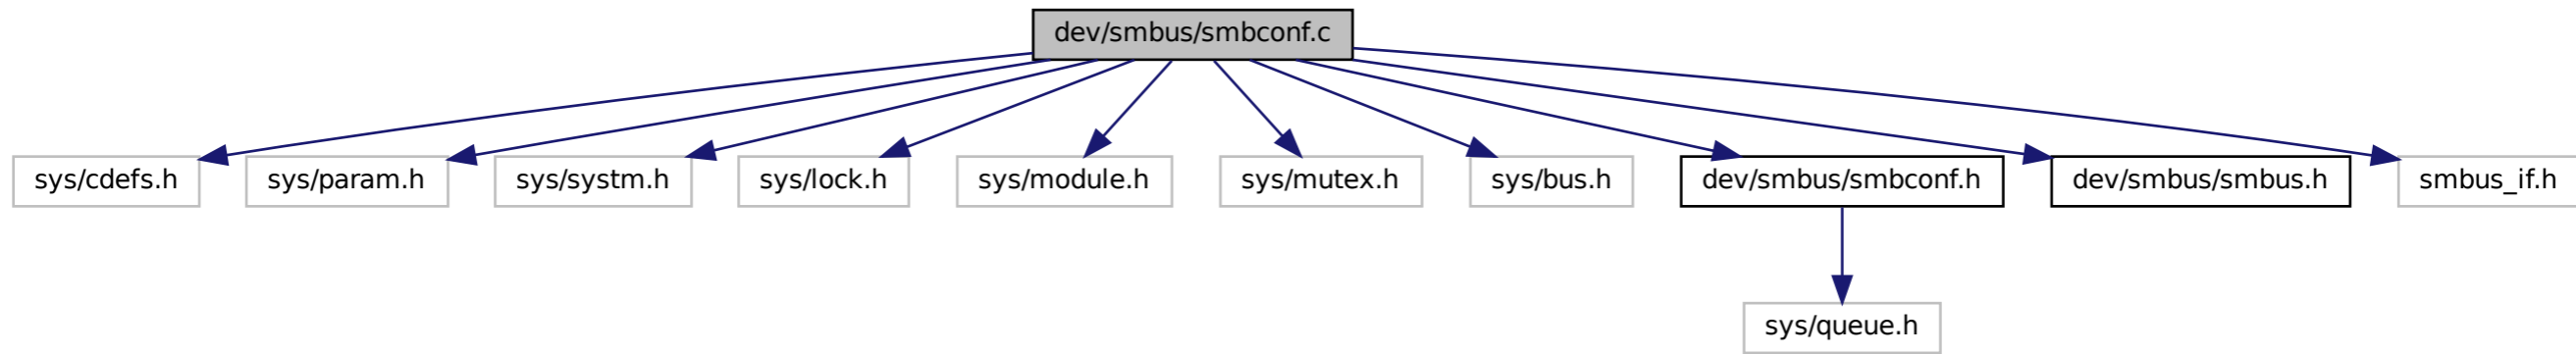 dev/smbus/smbconf.c
sys/cdefs.h
sys/param.h
sys/systm.h
sys/lock.h
sys/module.h
sys/mutex.h
sys/bus.h
dev/smbus/smbconf.h
dev/smbus/smbus.h
smbus_if.h
sys/queue.h